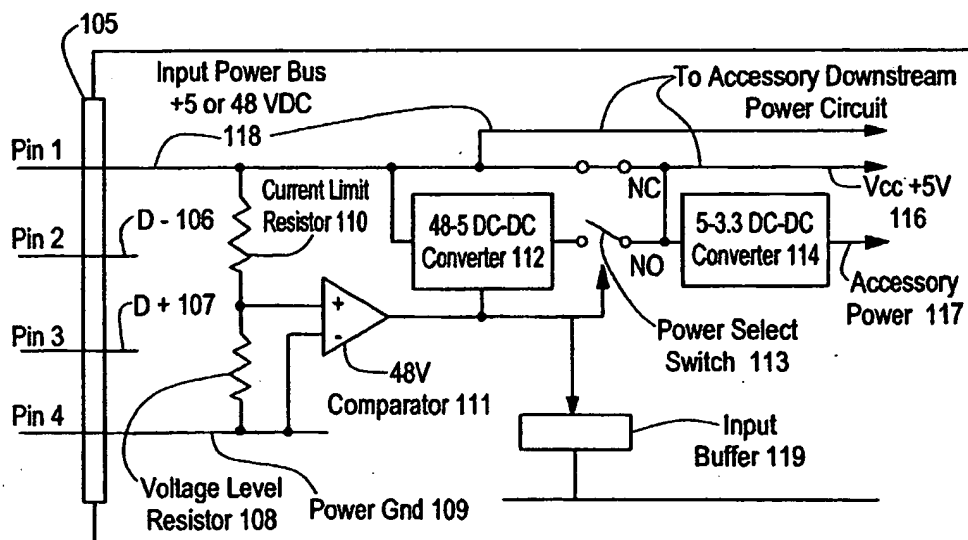 105
Input Power Bus
+5 or 48 VDC
118
To Accessory Downstream
Power Circuit
Pin 1
NC
Vcc +5V
116
Current Limit
Resistor 110
D - 106
Pin 2
48-5 DC-DC
Converter 112
NO
5-3.3 DC-DC
Converter 114
Accessory
Power 117
D + 107
Pin 3
+
-
48V
Comparator 111
Power Select
Switch 113
Pin 4
Input
Buffer 119
Voltage Level
Resistor 108
Power Gnd 109